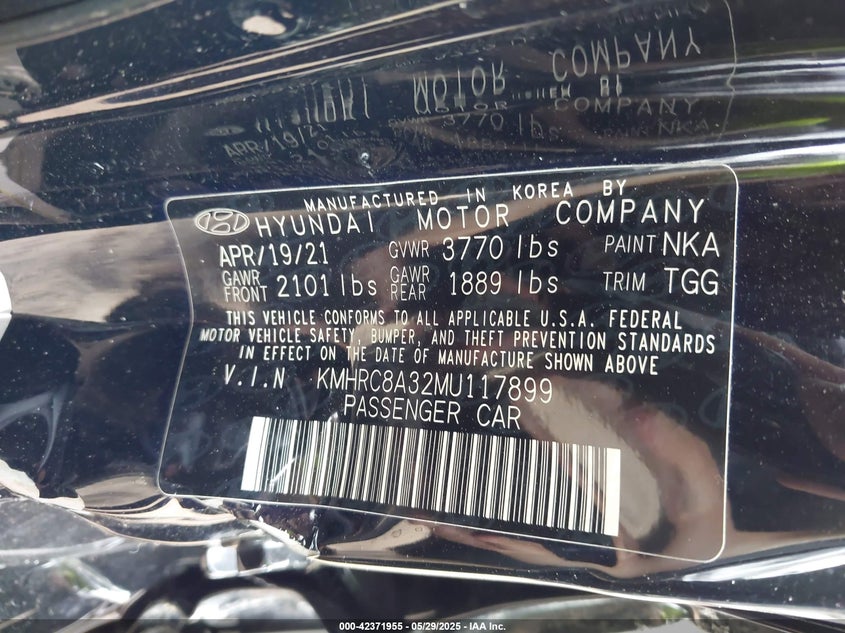 MANUFACTURED IN KOREA BY
HYUNDAI MOTOR COMPANY
APR/19/21 GVWR 3770 lbs PAINT NKA
GAWR FRONT 2101 lbs GAWR REAR 1889 lbs TRIM TGG
THIS VEHICLE CONFORMS TO ALL APPLICABLE U.S.A. FEDERAL
MOTOR VEHICLE SAFETY, BUMPER, AND THEFT PREVENTION STANDARDS
IN EFFECT ON THE DATE OF MANUFACTURE SHOWN ABOVE
V.I.N KMHRC8A32MU117899
PASSENGER CAR
000-42371955 - 05/29/2025 - IAA Inc.